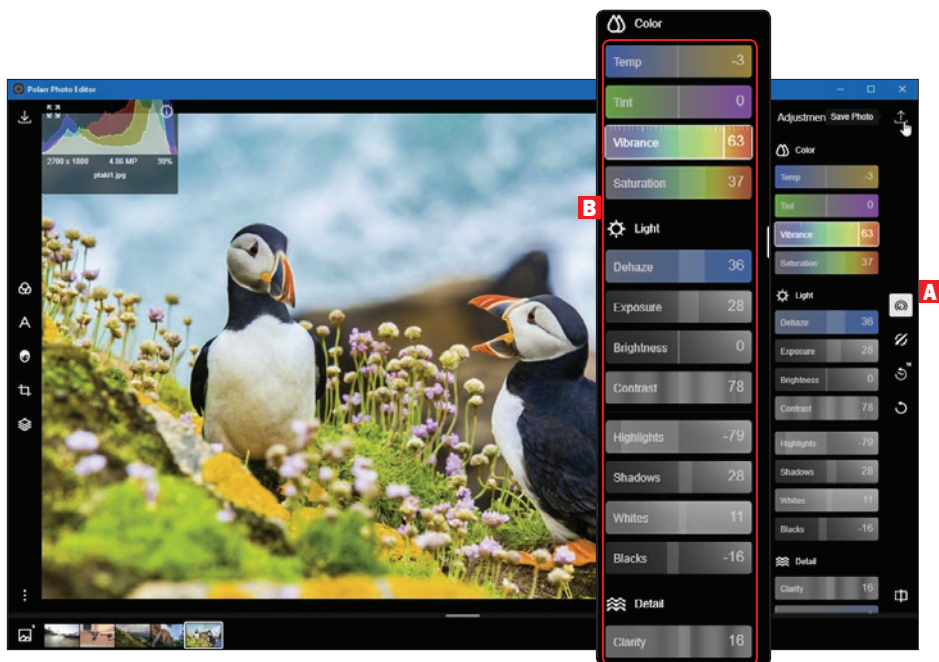 Polarr Photo Editor
2700 x 1800 4.86 MP 39%
plaki1.jpg
Color
Temp -3
Tint 0
Vibrance 63
Saturation 37
Light
Dehaze 36
Exposure 28
Brightness 0
Contrast 78
Highlights -79
Shadows 28
Whites 11
Blacks -16
Detail
Clarity 16
B
Adjustmen Save Photo
Color
Temp -3
Tint 0
Vibrance 63
Saturation 37
Light
Dehaze 36
Exposure 28
Brightness 0
Contrast 78
Highlights -79
Shadows 28
Whites 11
Blacks -16
Detail
Clarity 16
A